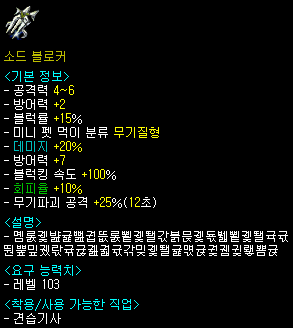 소드 블로커
<기본 정보>
- 공격력 4~6
- 방어력 +2
- 블럭률 +15%
- 미니 펫 먹이 분류 무기질형
- 데미지 +20%
- 방어력 +7
- 블럭킹 속도 +100%
- 회피율 +10%
- 무기파괴 공격 +25%(12초)
<설명>
<요구 능력치>
- 레벨 103
<착용/사용 가능한 직업>
- 견습기사